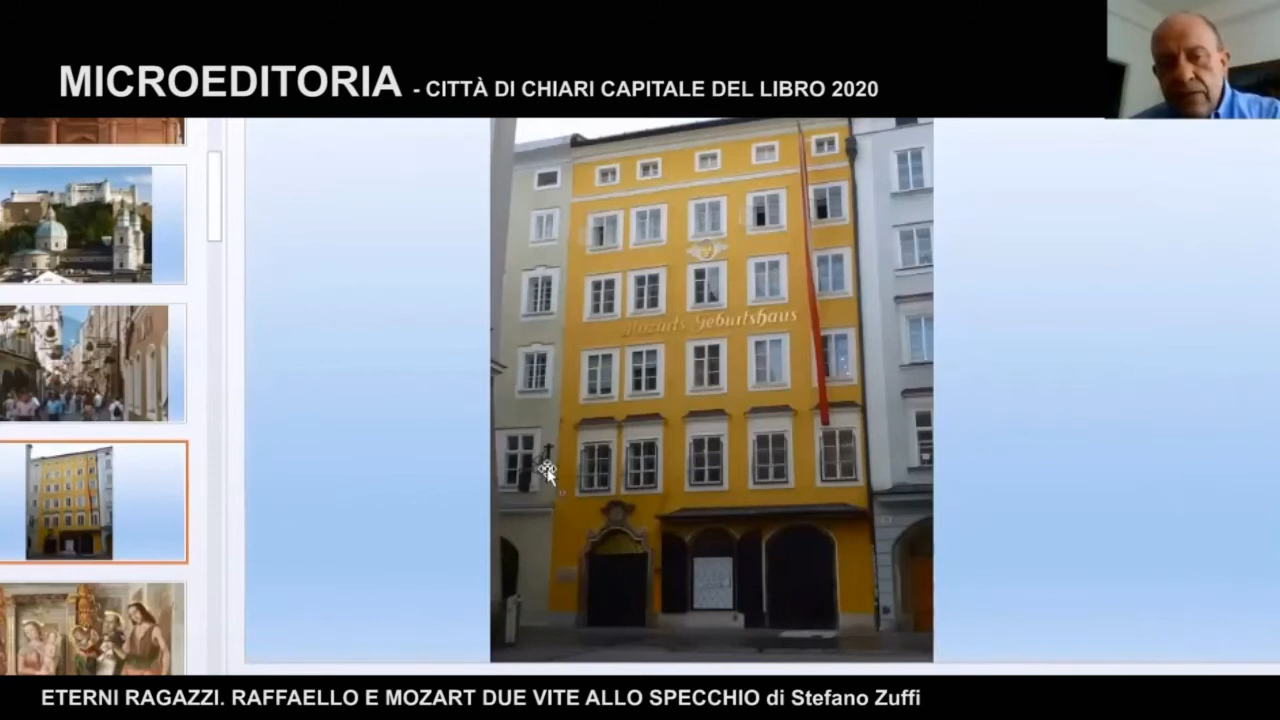 MICROEDITORIA - CITTÀ DI CHIARI CAPITALE DEL LIBRO 2020
Mozarts Geburtshaus
ETERNI RAGAZZI. RAFFAELLO E MOZART DUE VITE ALLO SPECCHIO di Stefano Zuffi